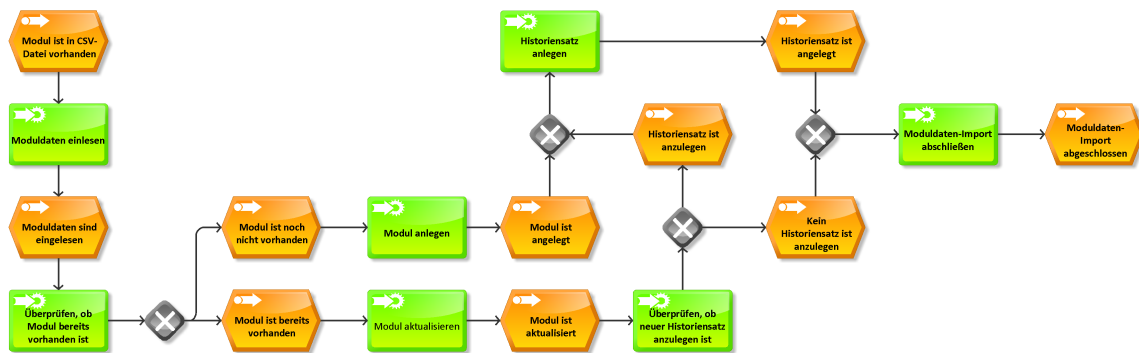 Modul ist in CSV-
Datei vorhanden
Moduldaten einlesen
Moduldaten sind
eingelesen
Überprüfen, ob
Modul bereits
vorhanden ist
Modul ist noch
nicht vorhanden
Modul anlegen
Modul ist
angelegt
Modul ist bereits
vorhanden
Modul aktualisieren
Modul ist
aktualisiert
Überprüfen, ob
neuer Historiensatz
anzulegen ist
Historiensatz ist
anzulegen
Kein
Historiensatz ist
anzulegen
Historiensatz
anlegen
Historiensatz ist
angelegt
Moduldaten-Import
abschließen
Moduldaten-
Import
abgeschlossen